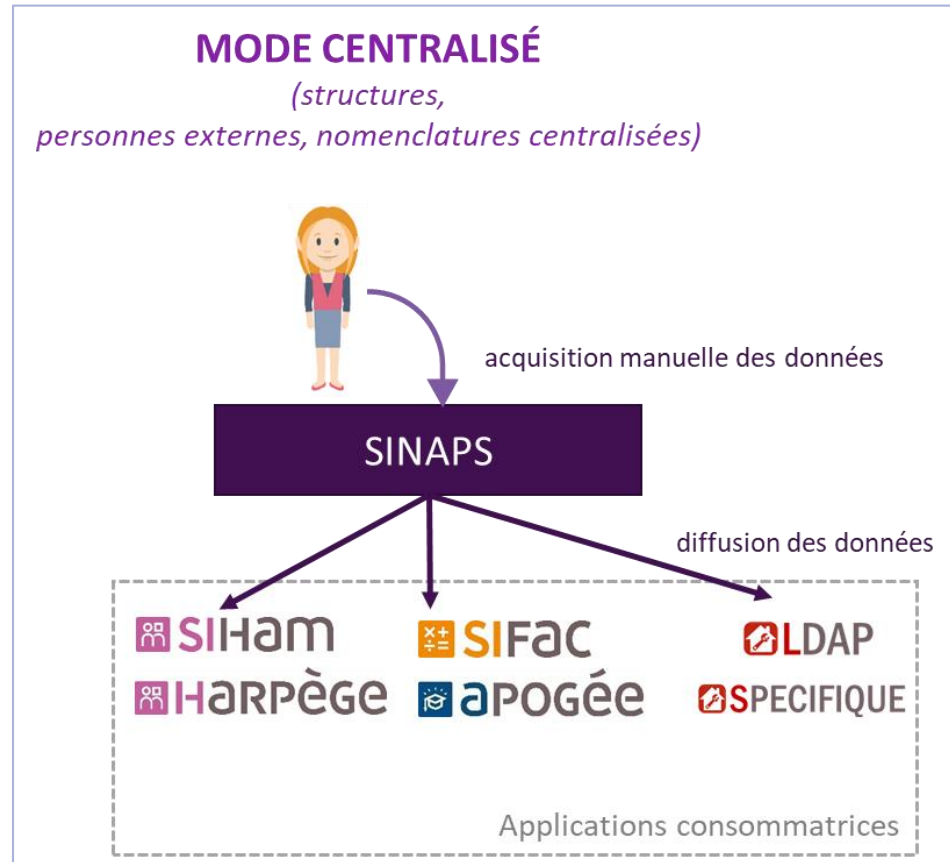 MODE CENTRALISÉ
(structures,
personnes externes, nomenclatures centralisées)
acquisition manuelle des données
SINAPS
diffusion des données
SIHam
SIFac
LDAP
HaRPèGe
aPOGée
SPECIFIQUE
Applications consommatrices